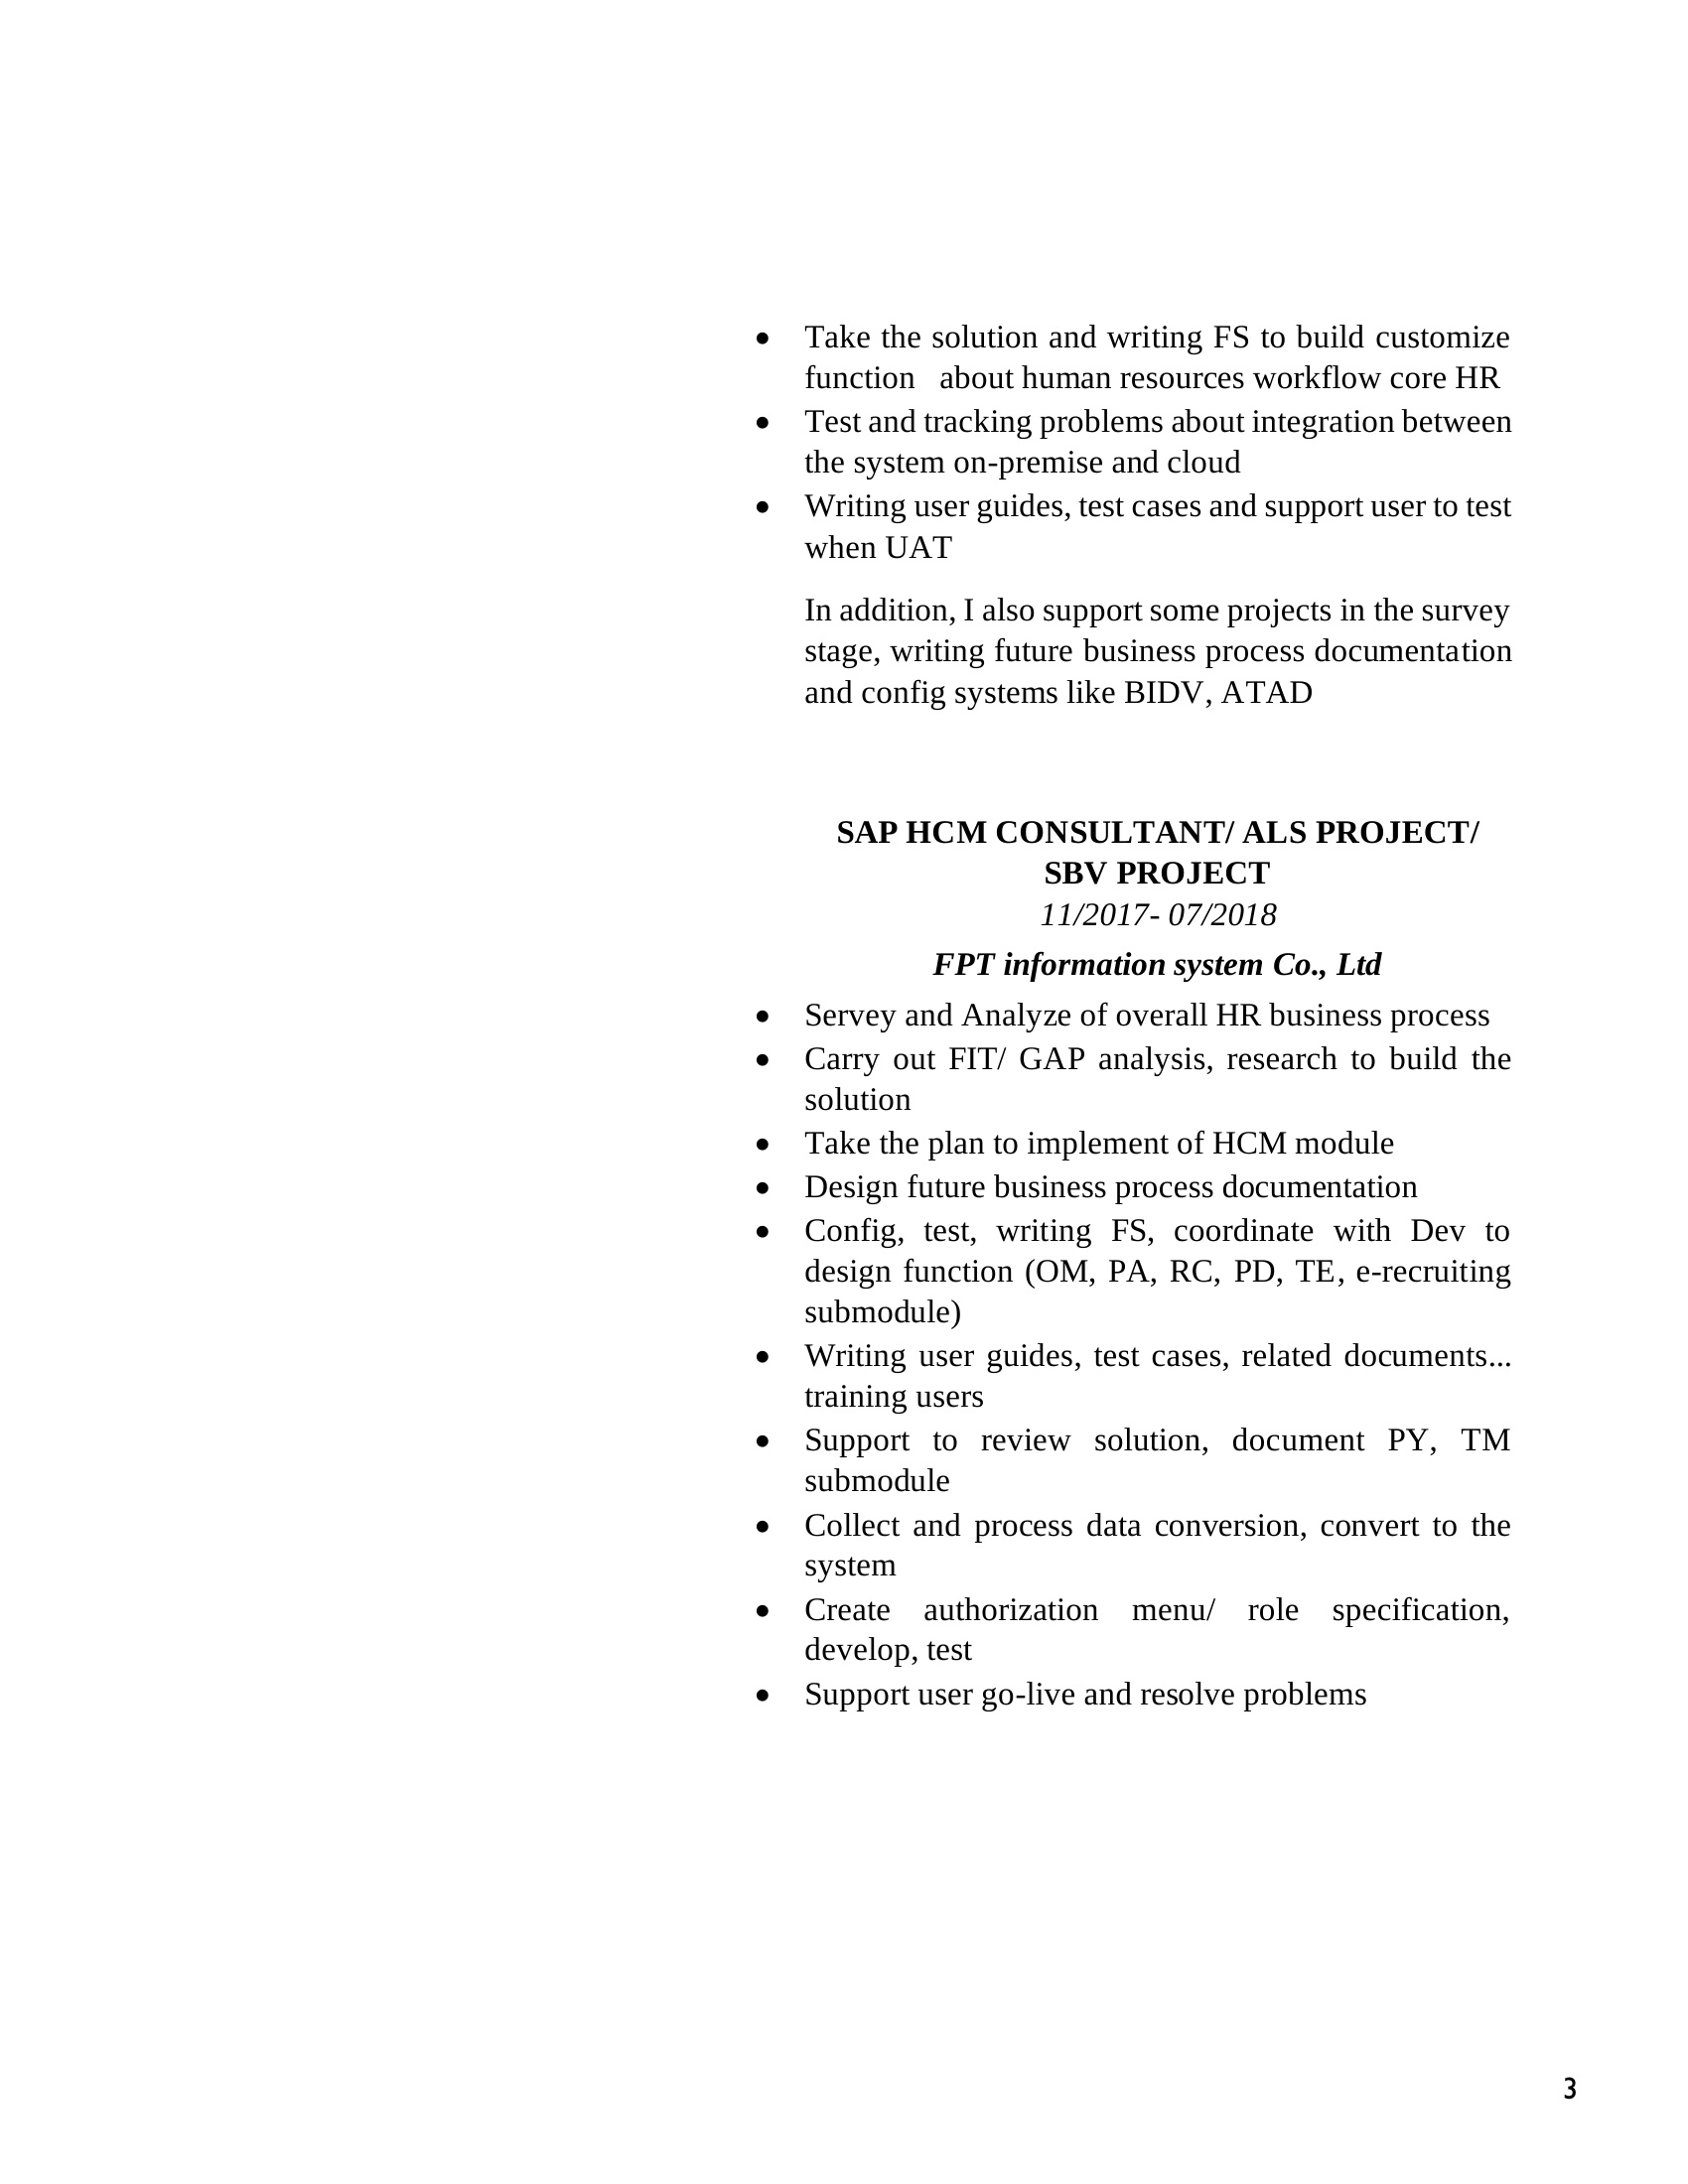 • Take the solution and writing FS to build customize
function   about human resources workflow core HR
• Test and tracking problems about integration between
the system on-premise and cloud
• Writing user guides, test cases and support user to test
when UAT
In addition, I also support some projects in the survey
stage, writing future business process documentation
and config systems like BIDV, ATAD
SAP HCM CONSULTANT/ ALS PROJECT/
SBV PROJECT
11/2017- 07/2018
FPT information system Co., Ltd
• Servey and Analyze of overall HR business process
• Carry out FIT/ GAP analysis, research to build the
solution
• Take the plan to implement of HCM module
• Design future business process documentation
• Config, test, writing FS, coordinate with Dev to
design function (OM, PA, RC, PD, TE, e-recruiting
submodule)
• Writing user guides, test cases, related documents...
training users
• Support to review solution, document PY, TM
submodule
• Collect and process data conversion, convert to the
system
• Create authorization menu/ role specification,
develop, test
• Support user go-live and resolve problems
3